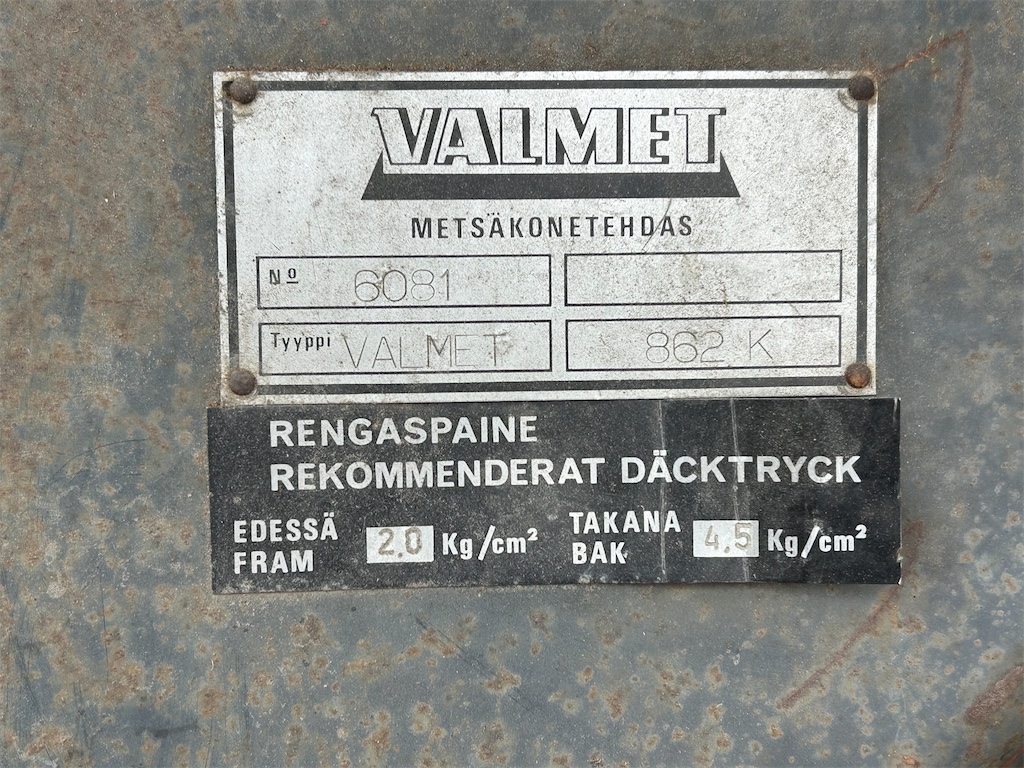 VALMET
METSÄKONETEHDAS
Nº 6081
Tyyppi VALMET 862 K
RENGASPAINE
REKOMMENDERAT DÄCKTRYCK
EDESSÄ FRAM 2.0 Kg/cm² TAKANA BAK 4.5 Kg/cm²